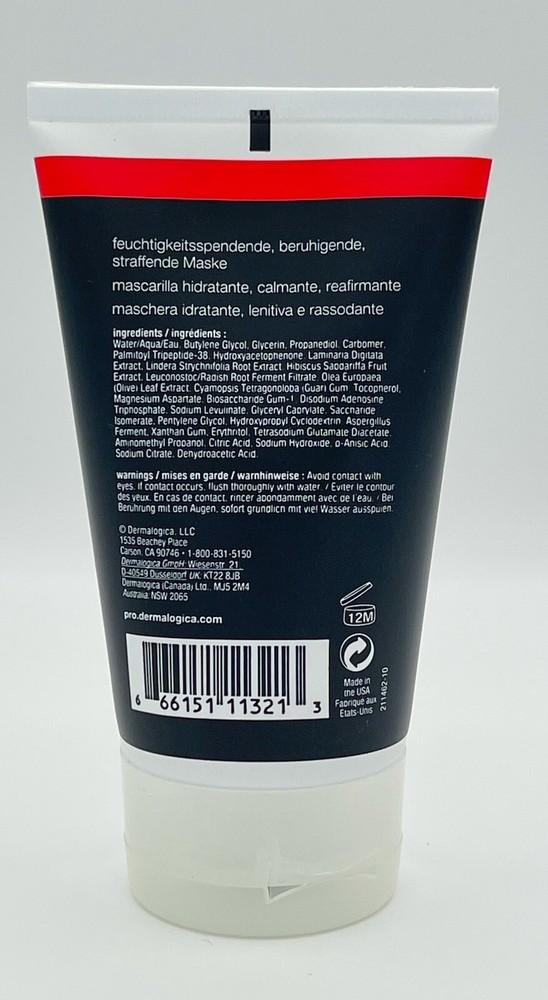 feuchtigkeitsspendende, beruhigende,
straffende Maske
mascarilla hidratante, calmante, reafirmante
maschera idratante, lenitiva e rassodante
ingredients / ingrédients :
Water/Aqua/Eau, Butylene Glycol, Glycerin, Propanediol, Carbomer,
Palmitoyl Tripeptide-38, Hydroxyacetophenone, Laminaria Digitata
Extract, Lindera Strychnifolia Root Extract, Hibiscus Sabdariffa Fruit
Extract, Leuconostoc/Radish Root Ferment Filtrate, Olea Europaea
(Olive) Leaf Extract, Cyamopsis Tetragonoloba (Guar) Gum, Tocopherol,
Magnesium Aspartate, Biosaccharide Gum-1, Disodium Adenosine
Triphosphate, Sodium Levulinate, Glyceryl Caprylate, Saccharide
Isomerate, Pentylene Glycol, Hydroxypropyl Cyclodextrin, Aspergillus
Ferment, Xanthan Gum, Erythritol, Tetrasodium Glutamate Diacetate,
Aminomethyl Propanol, Citric Acid, Sodium Hydroxide, p-Anisic Acid,
Sodium Citrate, Dehydroacetic Acid.
warnings / mises en garde / warnhinweise : Avoid contact with
eyes. If contact occurs, flush thoroughly with water. / Éviter le contour
des yeux. En cas de contact, rincer abondamment avec de l'eau. / Bei
Berührung mit den Augen, sofort gründlich mit viel Wasser ausspülen.
© Dermalogica, LLC
1535 Beachey Place
Carson, CA 90746 • 1-800-831-5150
Dermalogica GmbH: Wiesenstr. 21,
D-40549 Düsseldorf UK: KT22 8JB
Dermalogica (Canada) Ltd., MJ5 2M4
Australia: NSW 2065
pro.dermalogica.com
12M
Made in
the USA
Fabriqué aux
États-Unis
211462-10
6 66151 11321 3